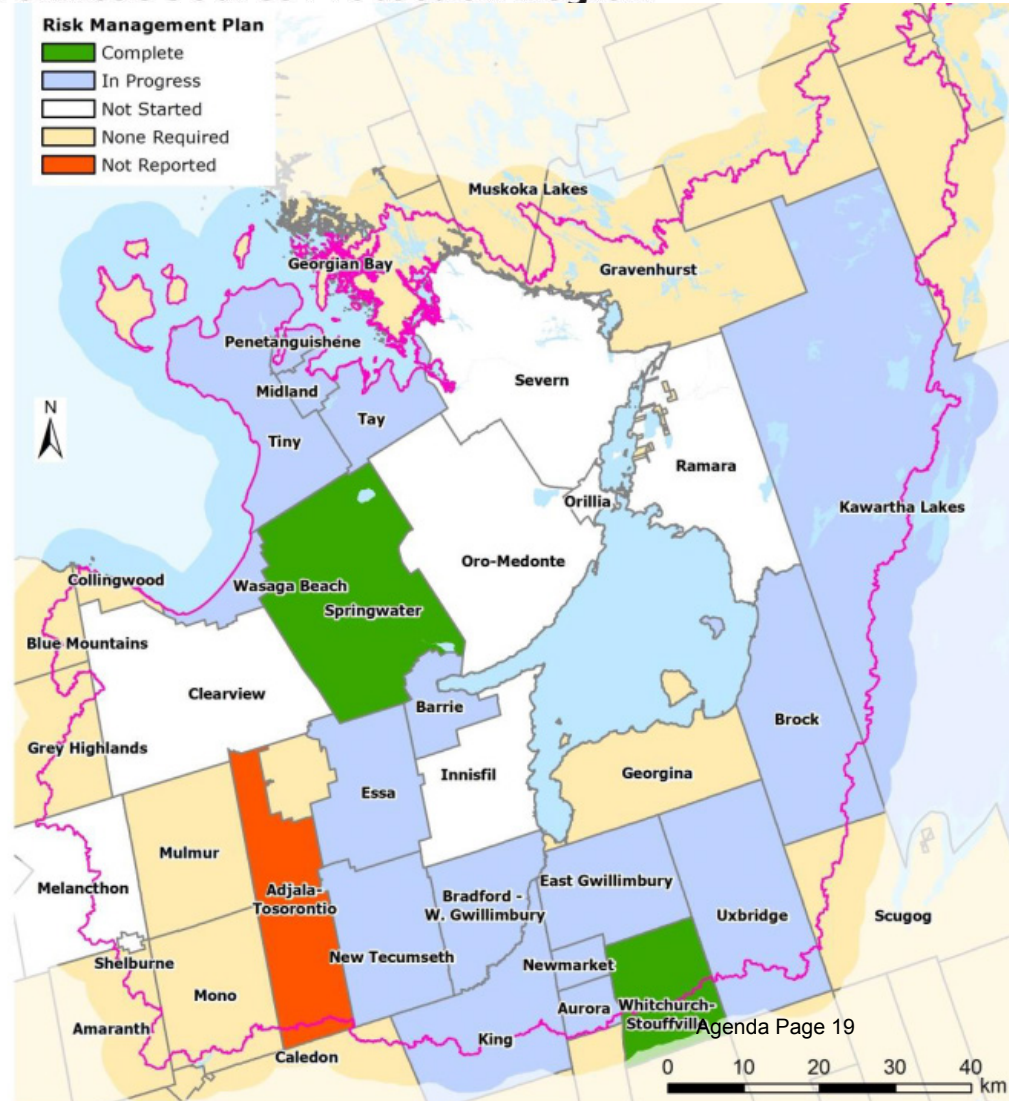 Risk Management Plan
Complete
In Progress
Not Started
None Required
Not Reported
Muskoka Lakes
Georgian Bay
Gravenhurst
Penetanguishene
Severn
Midland
Tay
N
Tiny
Ramara
Orillia
Kawartha Lakes
Oro-Medonte
Collingwood
Wasaga Beach
Springwater
Blue Mountains
Clearview
Barrie
Brock
Grey Highlands
Innisfil
Georgina
Essa
Mulmur
Melancthon
Adjala-
Tosorontio
Bradford -
W. Gwillimbury
East Gwillimbury
Uxbridge
Scugog
Shelburne
New Tecumseth
Newmarket
Mono
Aurora
Whitchurch-
Stouffvill
Agenda Page 19
Amaranth
King
Caledon
0 10 20 30 40
km